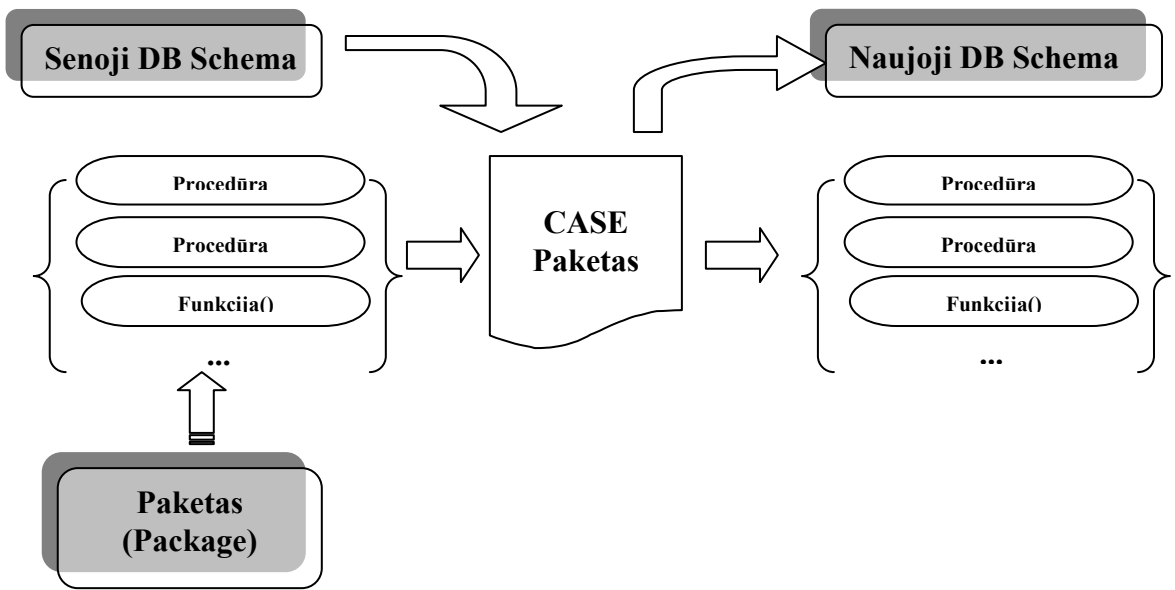 Senoji DB Schema
Naujoji DB Schema
Procedūra
Procedūra
Funkcija()
...
CASE
Paketas
Procedūra
Procedūra
Funkcija()
...
Paketas
(Package)